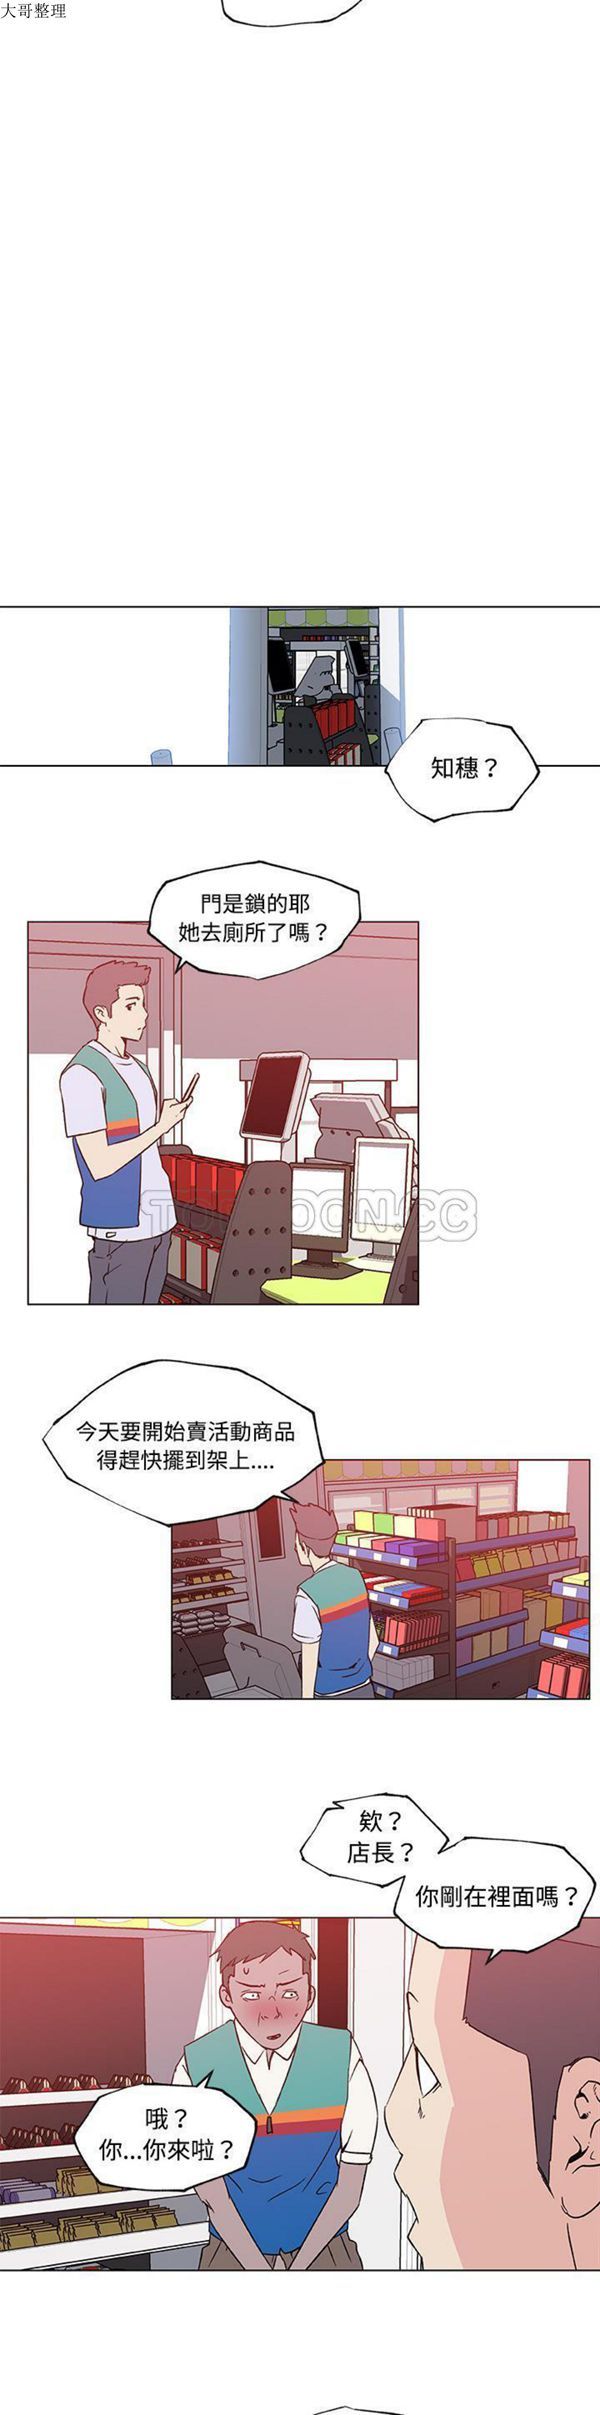 大哥整理
知穗？
門是鎖的耶
她去廁所了嗎？
TOPTOON.CC
今天要開始賣活動商品
得趕快擺到架上....
欸？
店長？
你剛在裡面嗎？
哦？
你...你來啦？